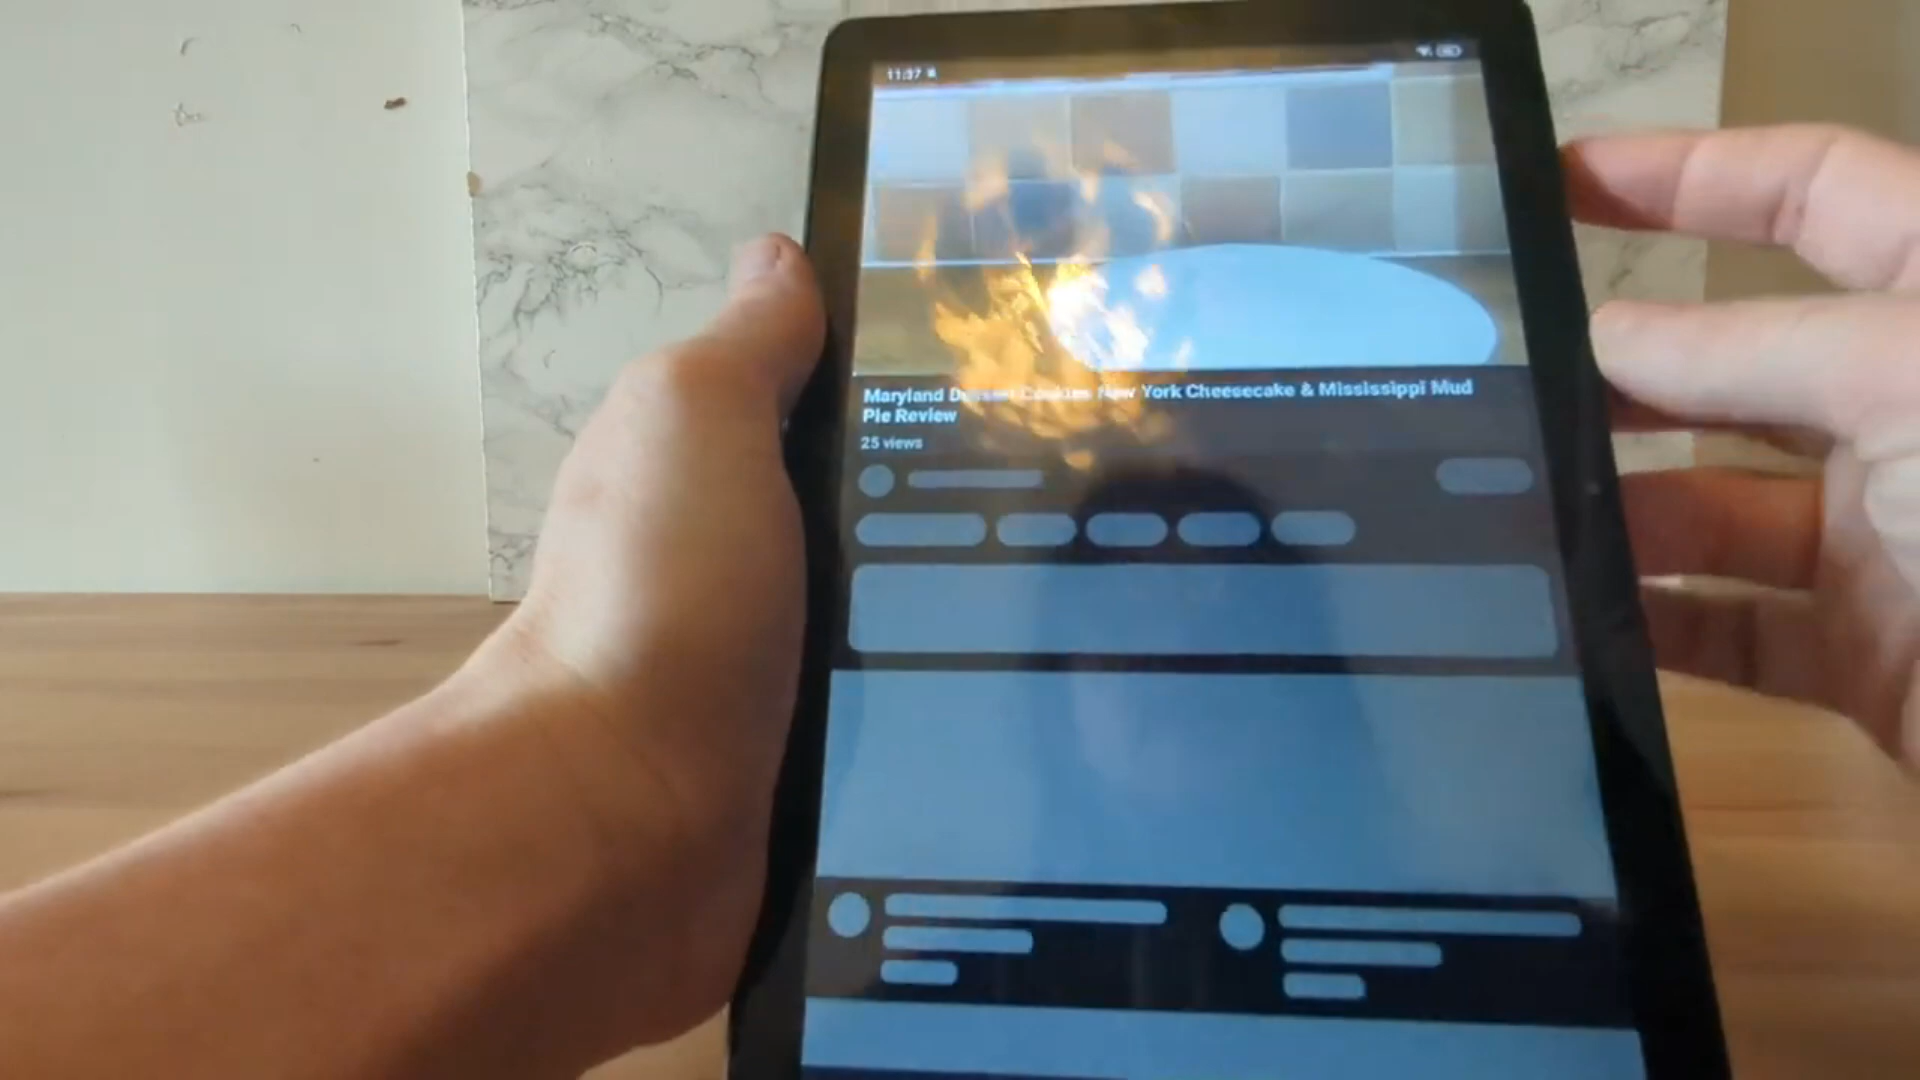 11:37
Maryland Dessert Cookies New York Cheesecake & Mississippi Mud
Pie Review
25 views